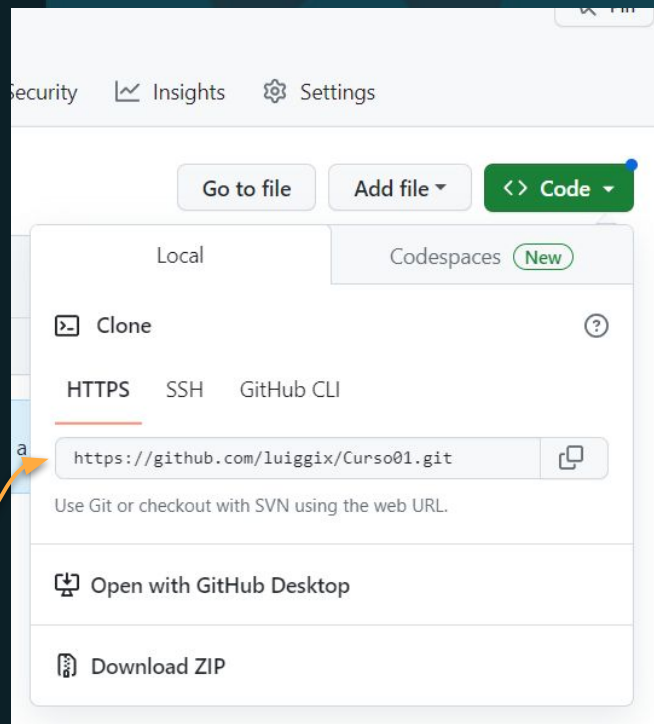 Security Insights Settings
Go to file Add file <> Code
Local Codespaces New
Clone
HTTPS SSH GitHub CLI
a
https://github.com/luiggix/Curso01.git
Use Git or checkout with SVN using the web URL.
Open with GitHub Desktop
Download ZIP